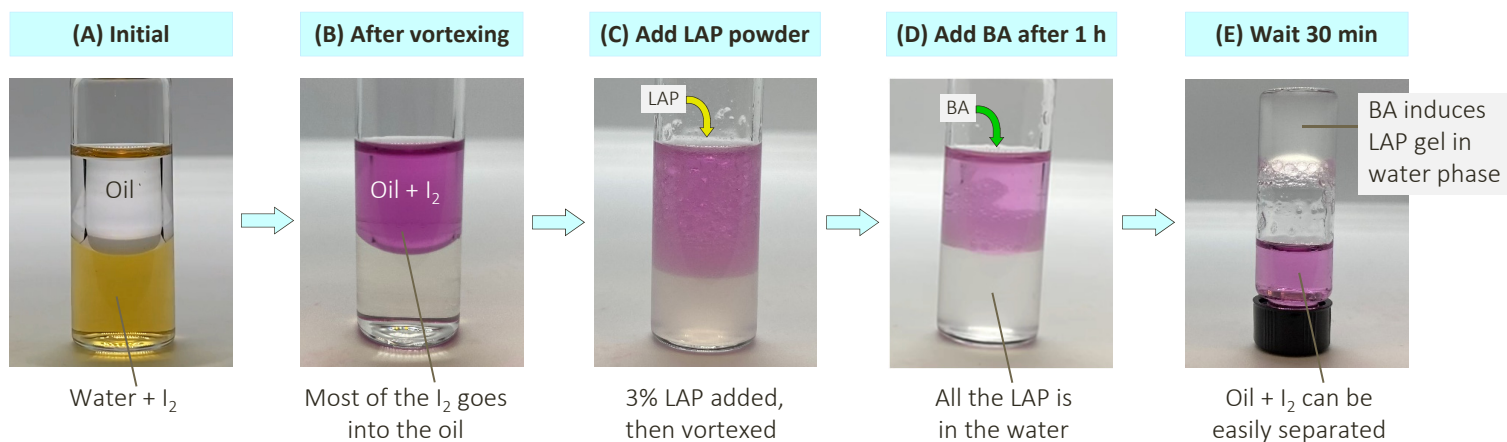 (A) Initial
(B) After vortexing
(C) Add LAP powder
(D) Add BA after 1 h
(E) Wait 30 min
Oil
Oil + I₂
LAP
BA
BA induces
LAP gel in
water phase
Water + I₂
Most of the I₂ goes
into the oil
3% LAP added,
then vortexed
All the LAP is
in the water
Oil + I₂ can be
easily separated